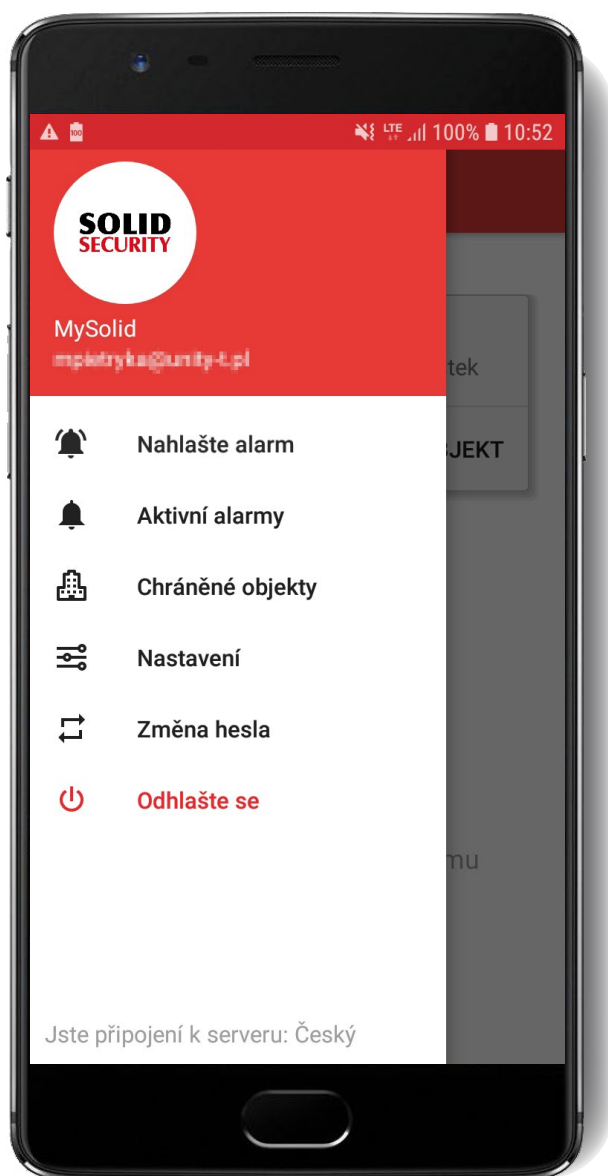 LTE 100% 10:52
SOLID
SECURITY
MySolid
tek
Nahlašte alarm
JEKT
Aktivní alarmy
Chráněné objekty
Nastavení
Změna hesla
Odhlašte se
mu
Jste připojení k serveru: Český